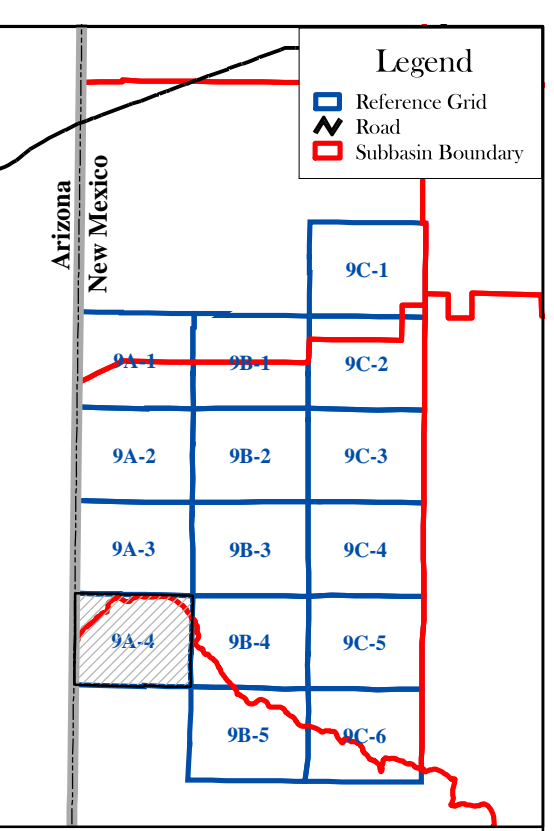 Legend
Reference Grid
Road
Subbasin Boundary
Arizona
New Mexico
9C-1
9A-1 9B-1 9C-2
9A-2 9B-2 9C-3
9A-3 9B-3 9C-4
9A-4 9B-4 9C-5
9B-5 9C-6